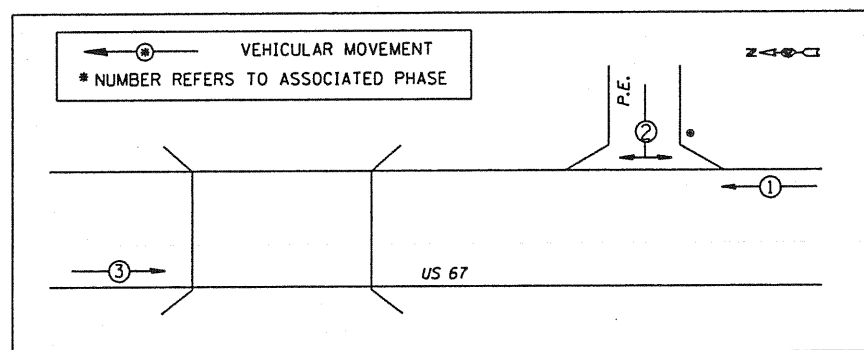 * VEHICULAR MOVEMENT
* NUMBER REFERS TO ASSOCIATED PHASE
N
P.E.
2
1
3
US 67